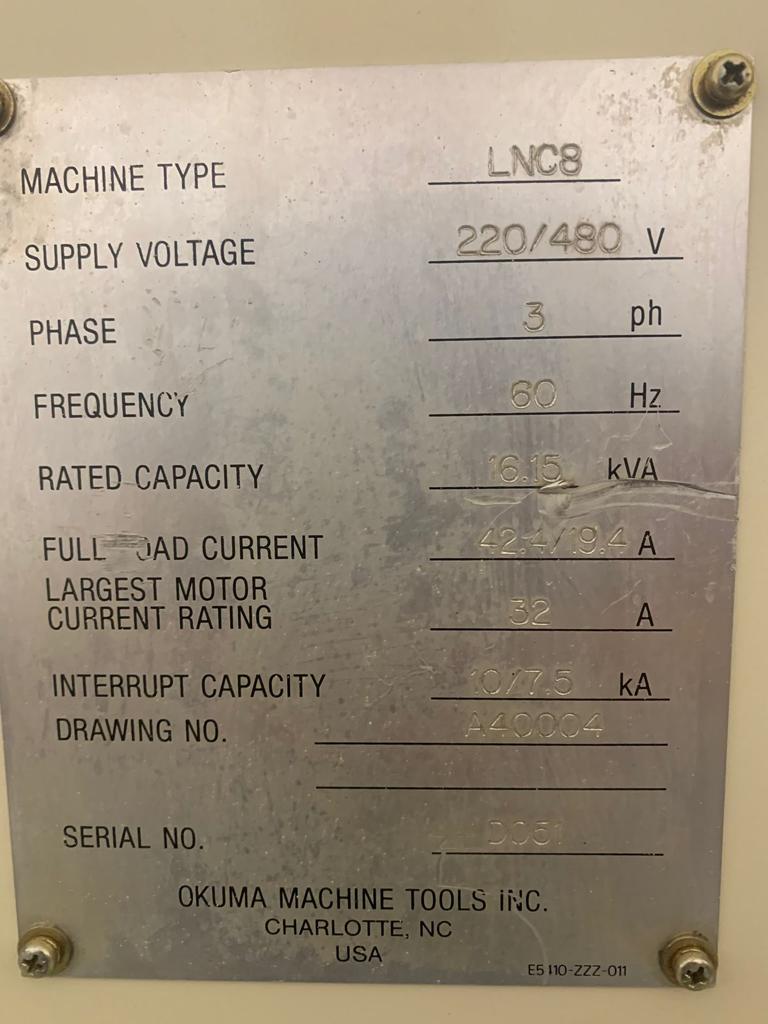 MACHINE TYPE LNC8
SUPPLY VOLTAGE 220/480 V
PHASE 3 ph
FREQUENCY 60 Hz
RATED CAPACITY 16.15 kVA
FULL OAD CURRENT 42.4/19.4 A
LARGEST MOTOR
CURRENT RATING 32 A
INTERRUPT CAPACITY 10/7.5 kA
DRAWING NO. A40004
SERIAL NO.
OKUMA MACHINE TOOLS INC.
CHARLOTTE, NC
USA
E5410-ZZZ-011